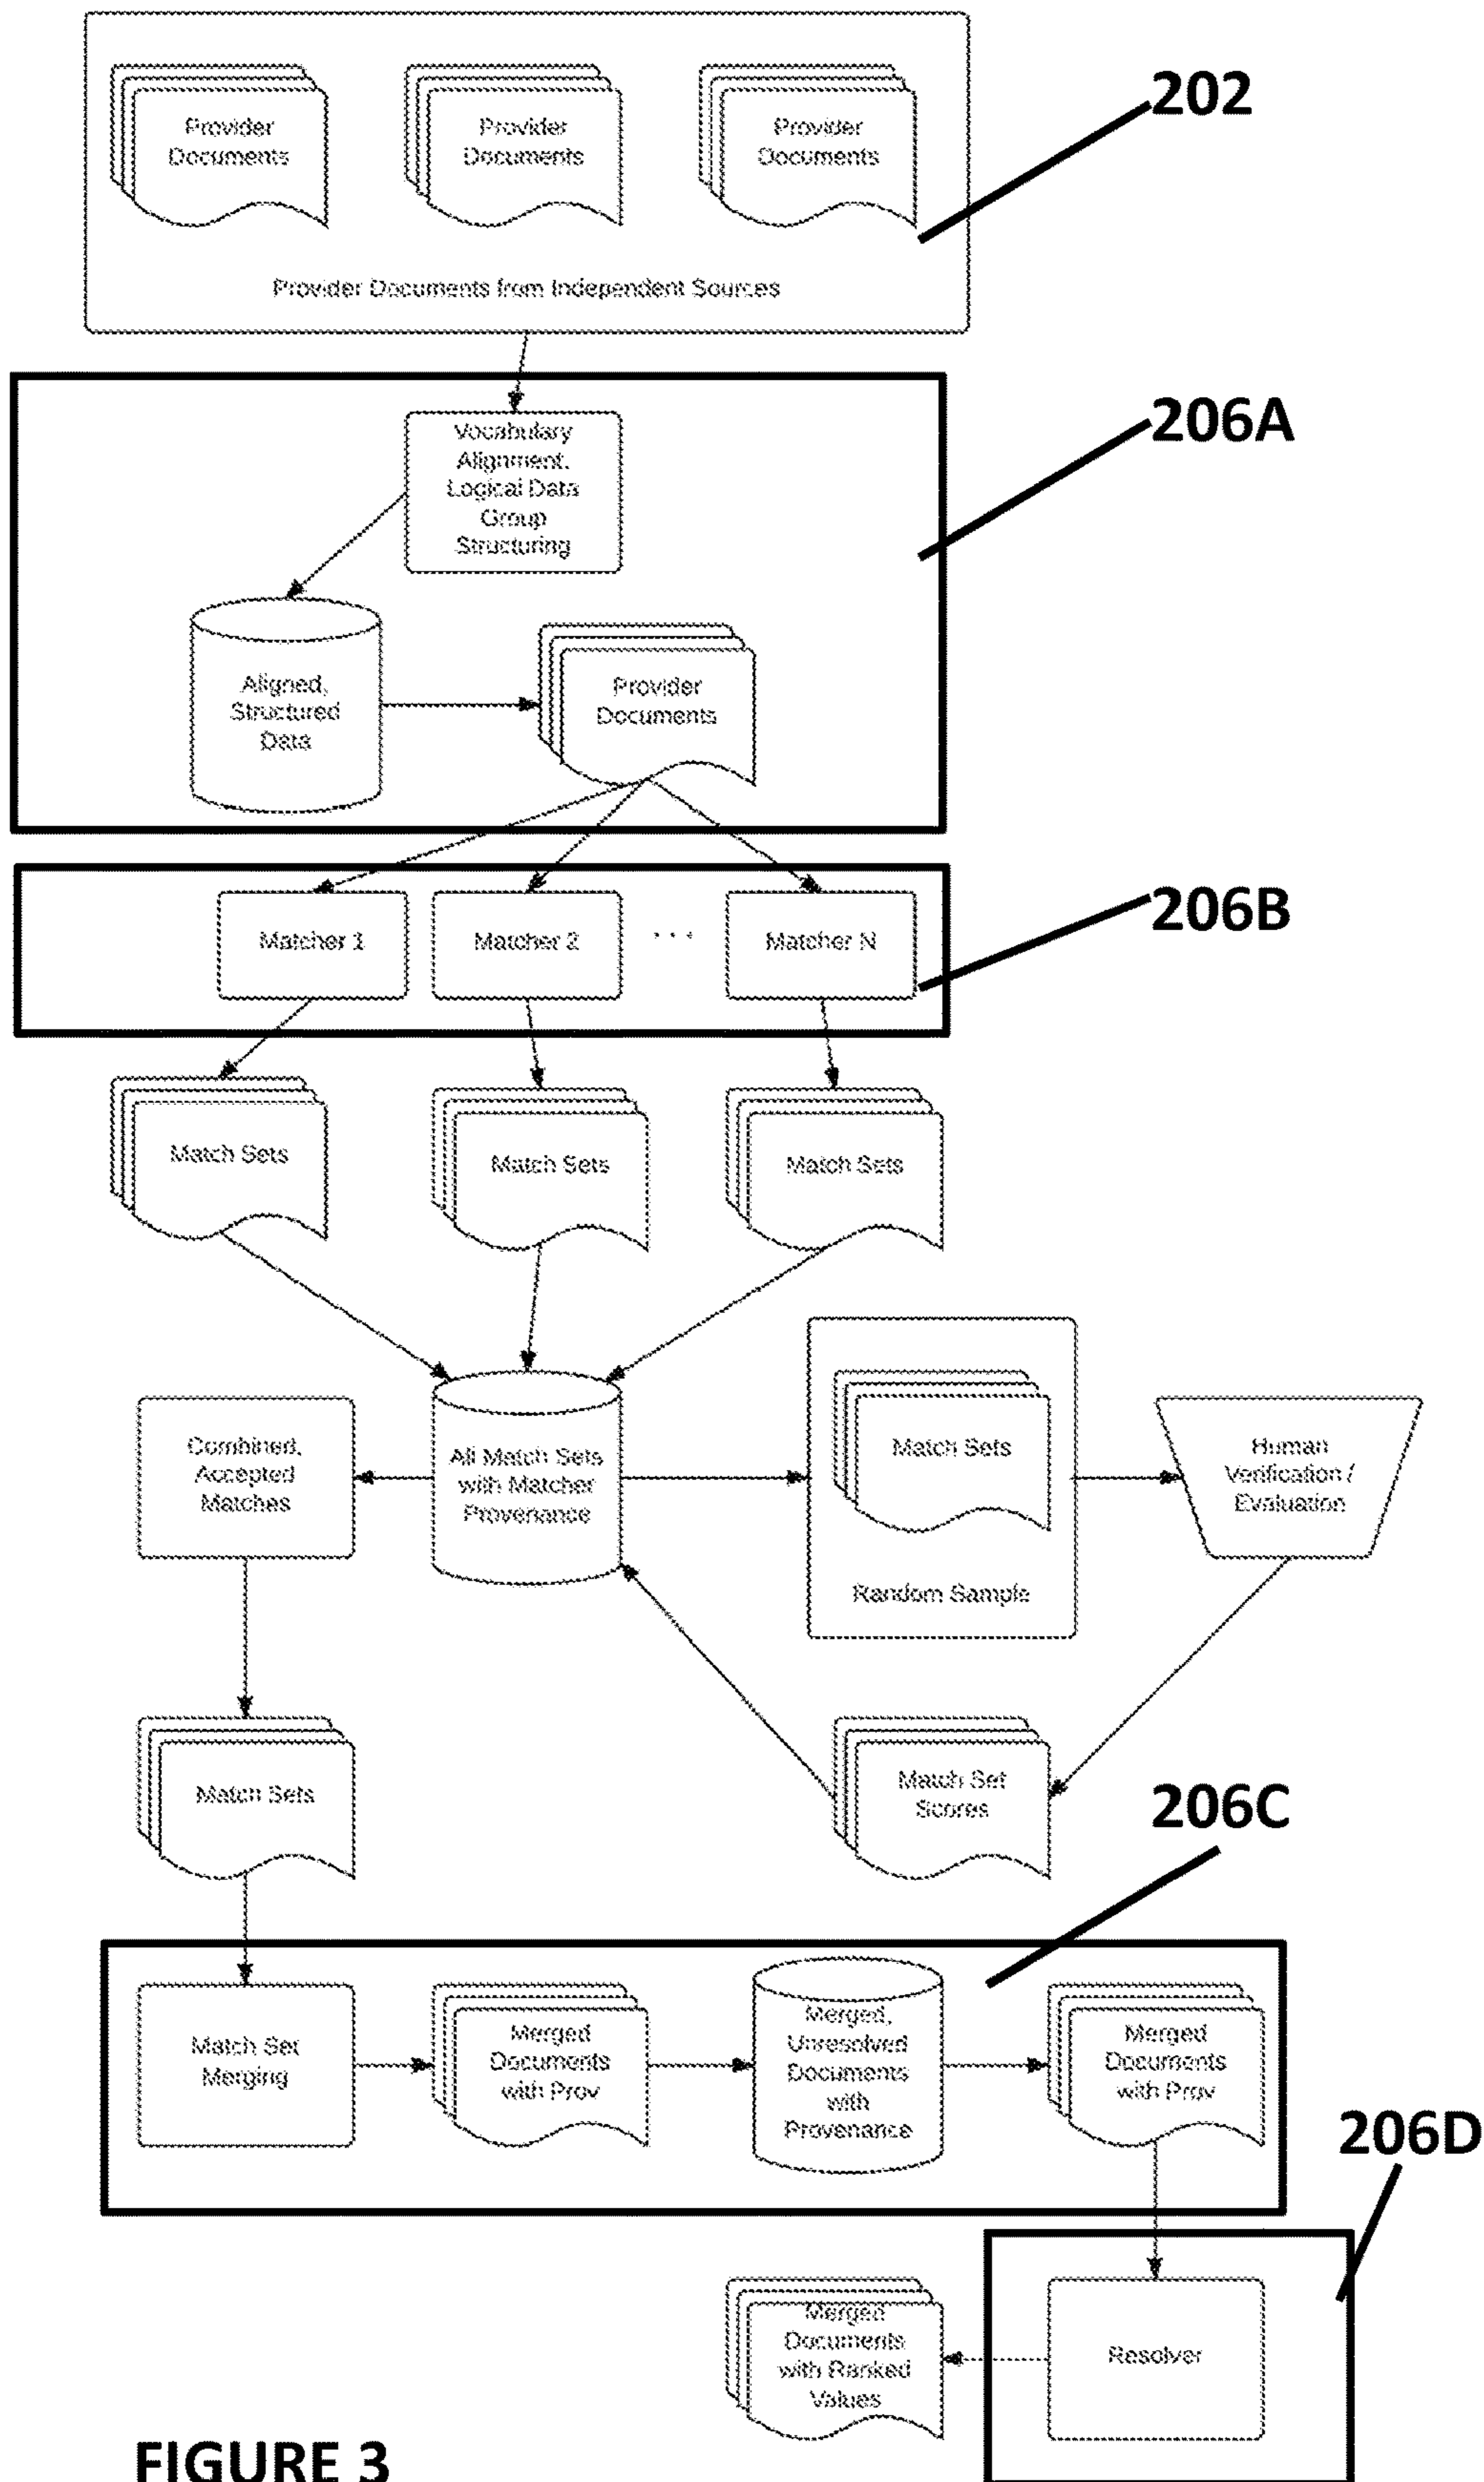 Provider
Documents
Provider
Documents
Provider
Documents
202
Provider Documents from Independent Sources
206A
Vocabulary
Alignment,
Logical Data
Group
Structuring
Aligned,
Structured
Data
Provider
Documents
206B
Matcher 1
Matcher 2
. . .
Matcher N
Match Sets
Match Sets
Match Sets
Combined,
Accepted
Matches
All Match Sets
with Matcher
Provenance
Match Sets
Random Sample
Human
Verification /
Evaluation
Match Sets
Match Set
Scores
206C
Match Set
Merging
Merged
Documents
with Prov
Merged,
Unresolved
Documents
with
Provenance
Merged
Documents
with Prov
206D
Merged
Documents
with Ranked
Values
Resolver
FIGURE 3